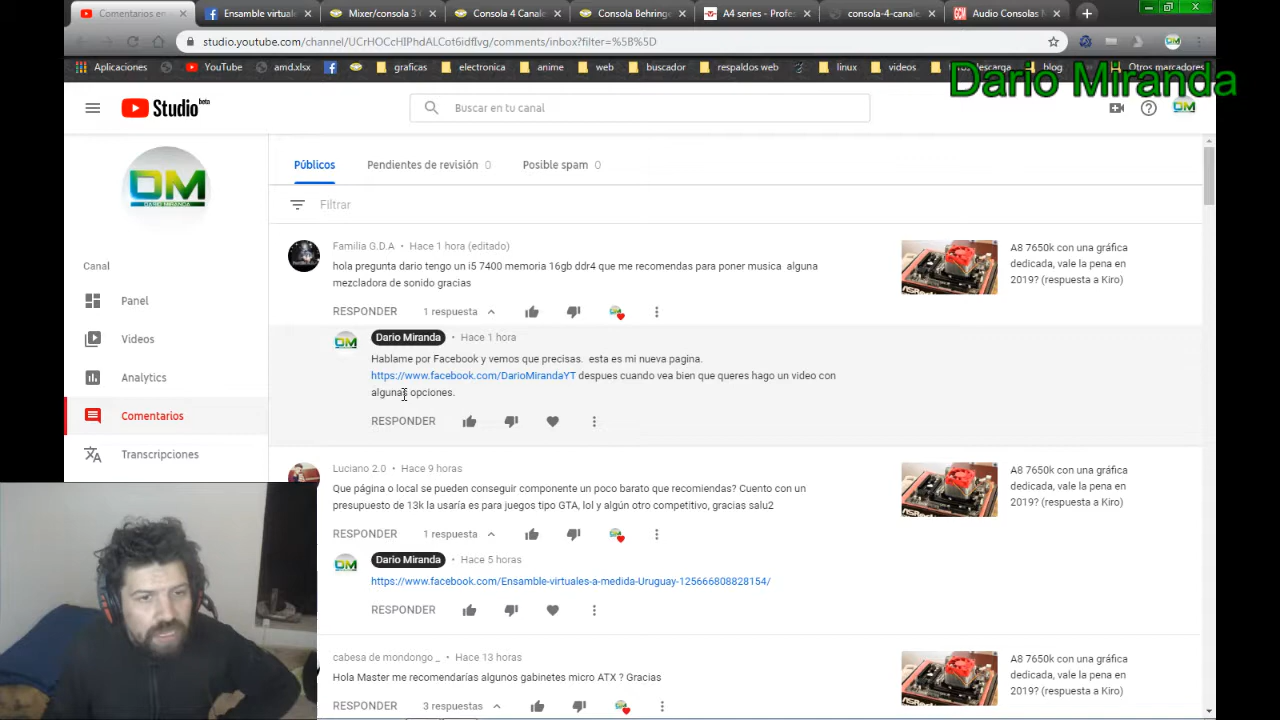 Comentarios en
Ensamble virtuale
Mixer/consola 3 C
Consola 4 Canale
Consola Behringe
A4 series - Profes
consola-4-canale
Audio Consolas M
studio.youtube.com/channel/UCrHOCcHIPhdALCot6idfIvg/comments/inbox?filter=%5B%5D
Aplicaciones
YouTube
amd.xlsx
graficas
electronica
anime
web
buscador
respaldos web
linux
videos
blog
Otros marcadores
Dario Miranda
Studio beta
Buscar en tu canal
DM
DARIO MIRANDA
Canal
Panel
Videos
Analytics
Comentarios
Transcripciones
Públicos
Pendientes de revisión 0
Posible spam 0
Filtrar
Familia G.D.A • Hace 1 hora (editado)
hola pregunta dario tengo un i5 7400 memoria 16gb ddr4 que me recomendas para poner musica alguna
mezcladora de sonido gracias
RESPONDER 1 respuesta
A8 7650k con una gráfica
dedicada, vale la pena en
2019? (respuesta a Kiro)
Dario Miranda • Hace 1 hora
Hablame por Facebook y vemos que precisas. esta es mi nueva pagina.
https://www.facebook.com/DarioMirandaYT despues cuando vea bien que queres hago un video con
algunas opciones.
RESPONDER
Luciano 2.0 • Hace 9 horas
Que página o local se pueden conseguir componente un poco barato que recomiendas? Cuento con un
presupuesto de 13k la usaría es para juegos tipo GTA, lol y algún otro competitivo, gracias salu2
RESPONDER 1 respuesta
A8 7650k con una gráfica
dedicada, vale la pena en
2019? (respuesta a Kiro)
Dario Miranda • Hace 5 horas
https://www.facebook.com/Ensamble-virtuales-a-medida-Uruguay-125666808828154/
RESPONDER
cabesa de mondongo _ • Hace 13 horas
Hola Master me recomendarías algunos gabinetes micro ATX ? Gracias
RESPONDER 3 respuestas
A8 7650k con una gráfica
dedicada, vale la pena en
2019? (respuesta a Kiro)